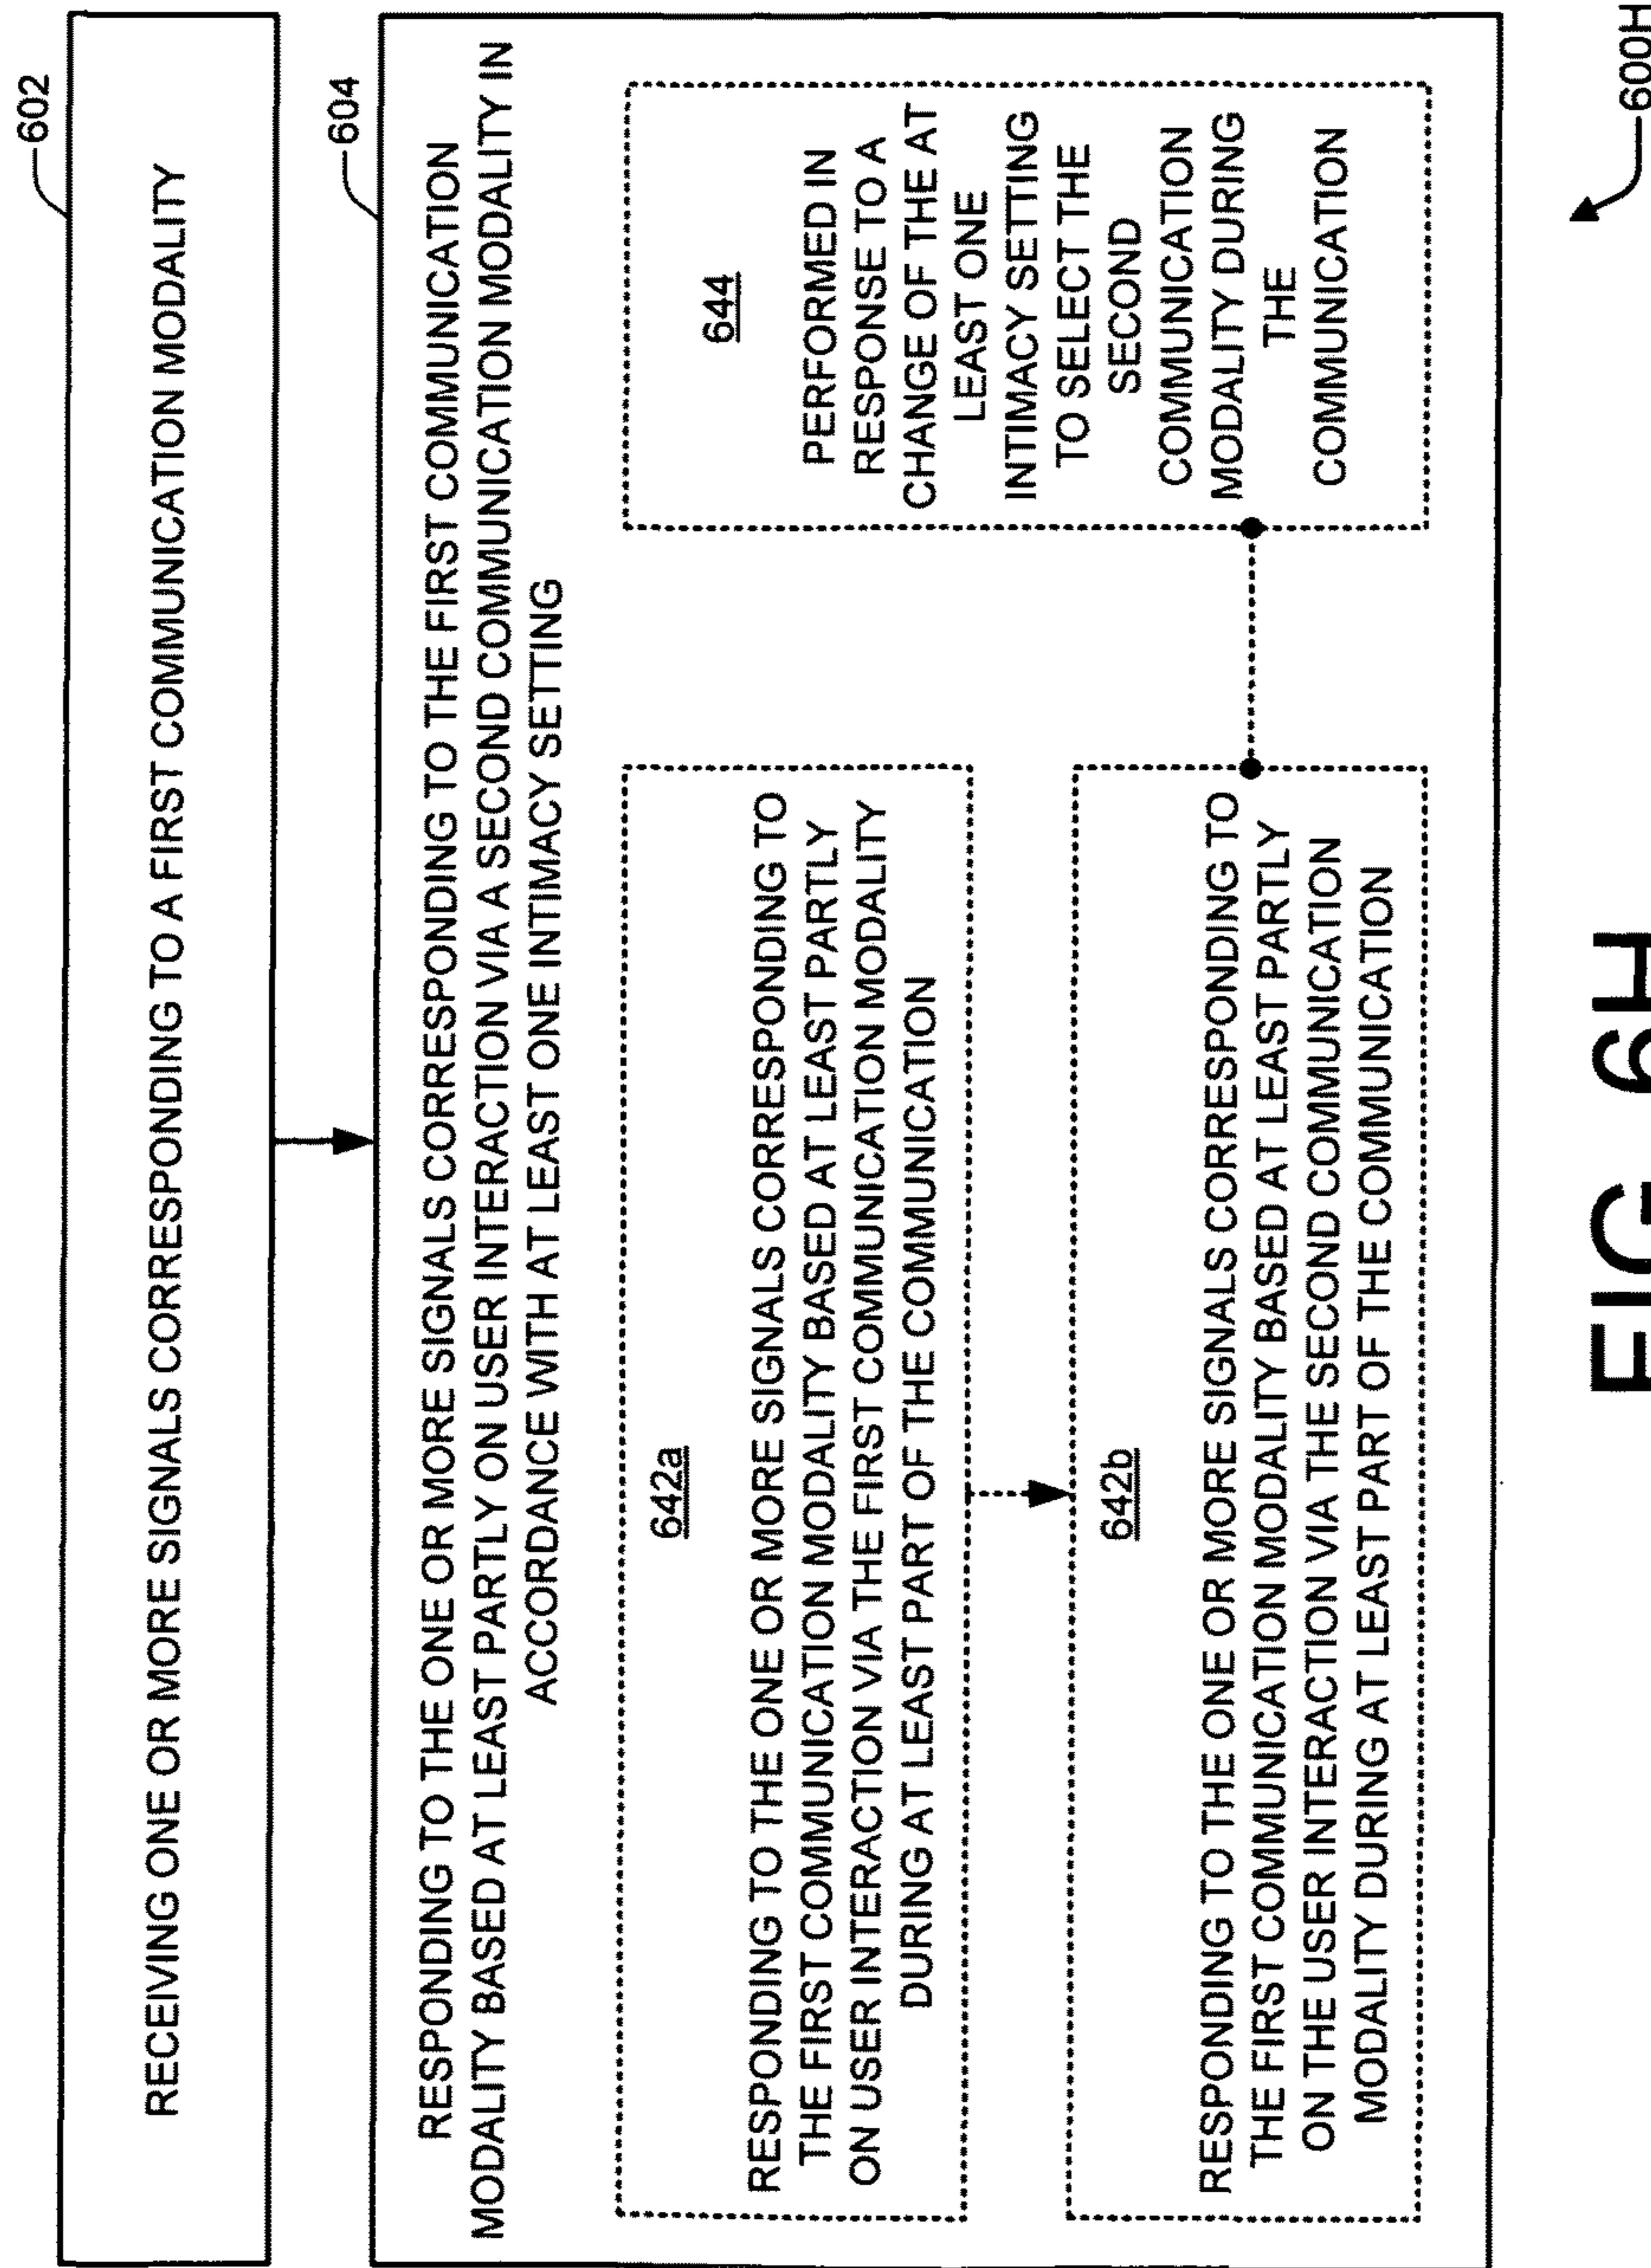 602
RECEIVING ONE OR MORE SIGNALS CORRESPONDING TO A FIRST COMMUNICATION MODALITY
604
RESPONDING TO THE ONE OR MORE SIGNALS CORRESPONDING TO THE FIRST COMMUNICATION
MODALITY BASED AT LEAST PARTLY ON USER INTERACTION VIA A SECOND COMMUNICATION MODALITY IN
ACCORDANCE WITH AT LEAST ONE INTIMACY SETTING
642a
RESPONDING TO THE ONE OR MORE SIGNALS CORRESPONDING TO
THE FIRST COMMUNICATION MODALITY BASED AT LEAST PARTLY
ON USER INTERACTION VIA THE FIRST COMMUNICATION MODALITY
DURING AT LEAST PART OF THE COMMUNICATION
642b
RESPONDING TO THE ONE OR MORE SIGNALS CORRESPONDING TO
THE FIRST COMMUNICATION MODALITY BASED AT LEAST PARTLY
ON THE USER INTERACTION VIA THE SECOND COMMUNICATION
MODALITY DURING AT LEAST PART OF THE COMMUNICATION
644
PERFORMED IN
RESPONSE TO A
CHANGE OF THE AT
LEAST ONE
INTIMACY SETTING
TO SELECT THE
SECOND
COMMUNICATION
MODALITY DURING
THE
COMMUNICATION
600H
FIG 6H